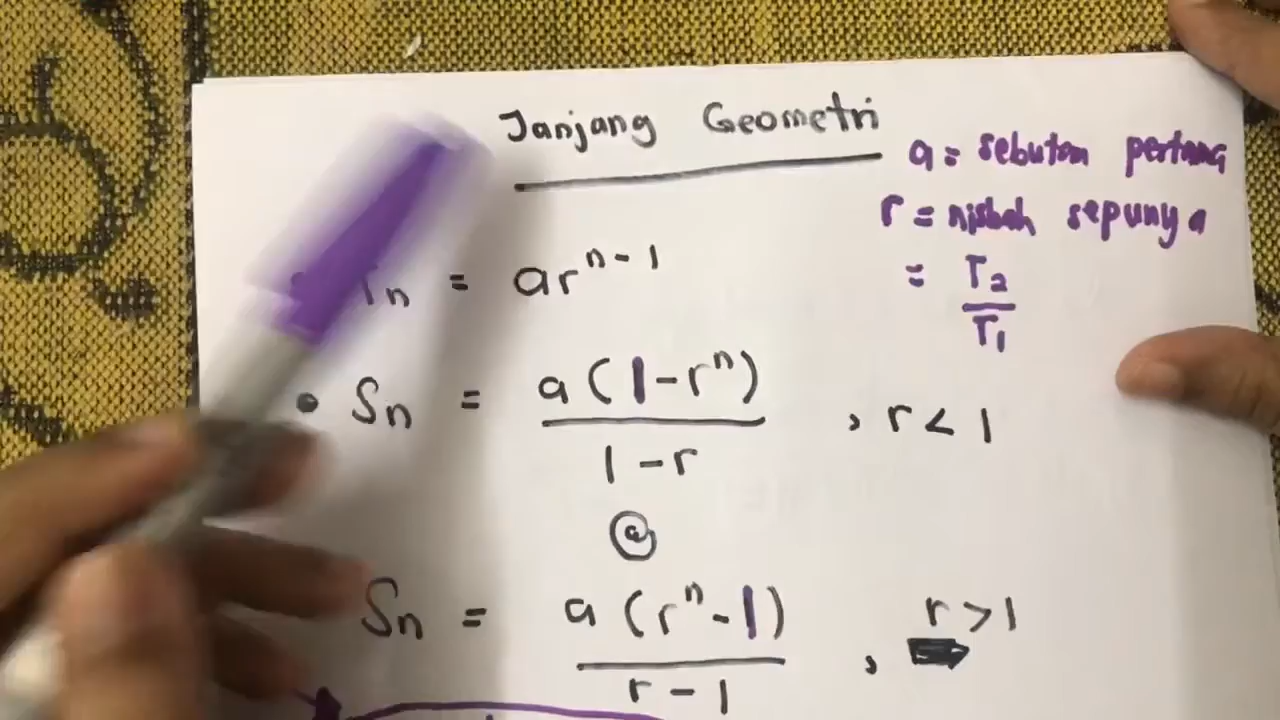 Janjang Geometri
a = sebutan pertama
r = nisbah sepunya
= T2/T1
Tn = ar^n-1
• Sn = a(1-r^n)/1-r , r < 1
@
Sn = a(r^n-1)/r-1 , r > 1